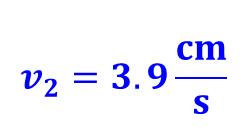 v₂ = 3.9 cm/s